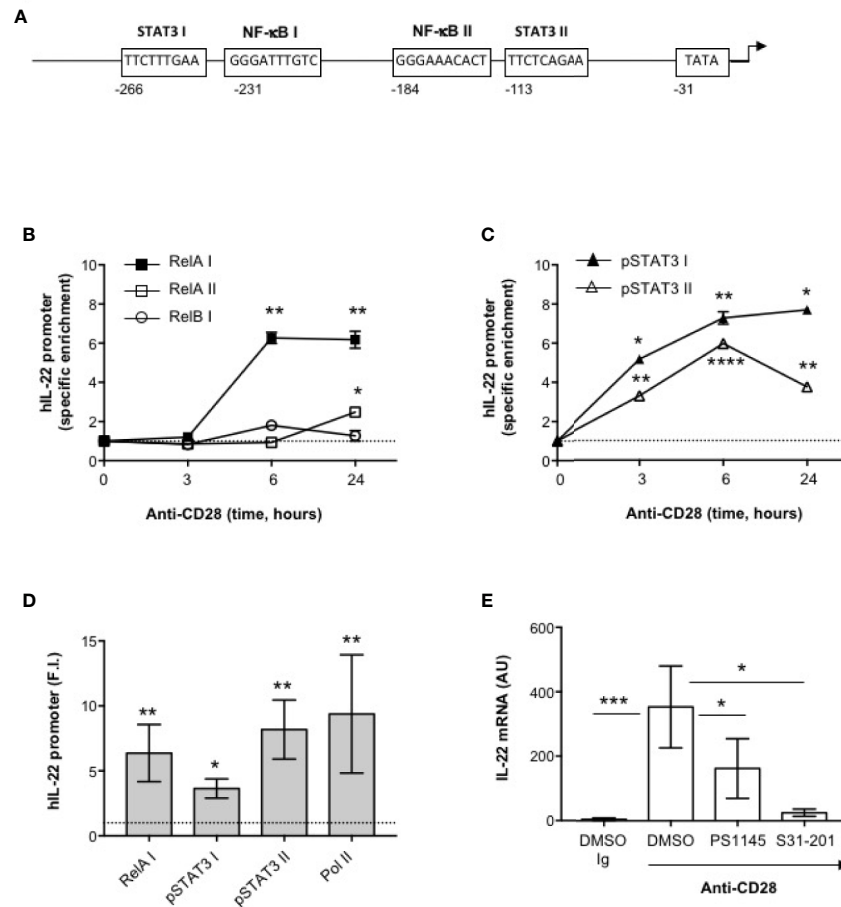 A
STAT3 I NF-κB I NF-κB II STAT3 II
TTCTTTGAA GGGATTTGTC GGGAAACACT TTCTCAGAA TATA
-266 -231 -184 -113 -31
B
RelA I
RelA II
RelB I
hIL-22 promoter
(specific enrichment)
10
8
6
4
2
0
** **
*
0 3 6 24
Anti-CD28 (time, hours)
C
pSTAT3 I
pSTAT3 II
hIL-22 promoter
(specific enrichment)
10
8
6
4
2
0
* ** *
** **** **
0 3 6 24
Anti-CD28 (time, hours)
D
hIL-22 promoter (F.I.)
15
10
5
0
** * ** **
RelA I pSTAT3 I pSTAT3 II Pol II
E
IL-22 mRNA (AU)
600
400
200
0
*** * *
DMSO DMSO PS1145 S31-201
Ig
Anti-CD28